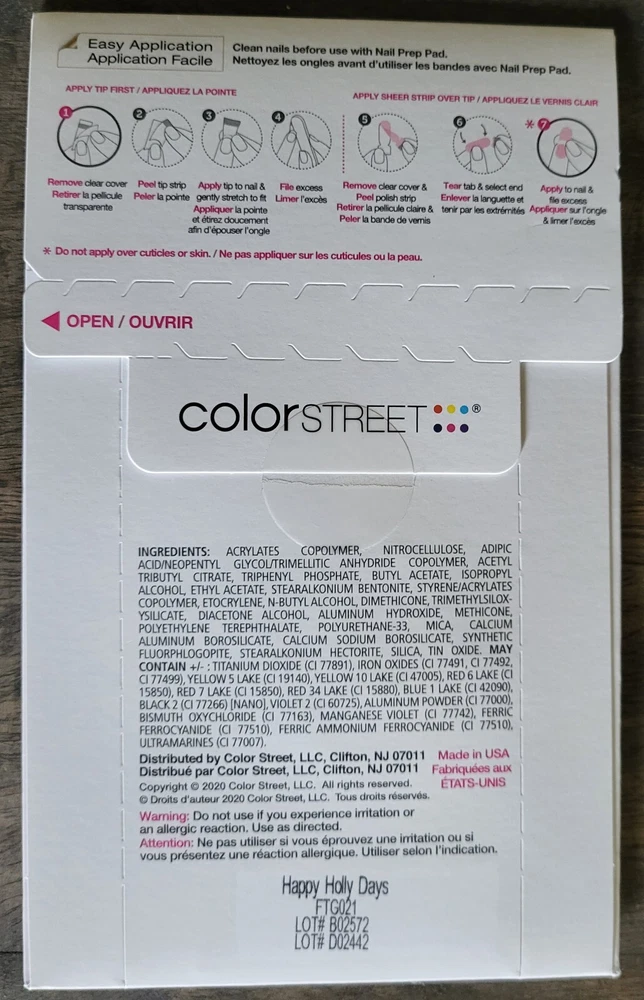 Easy Application
Application Facile
Clean nails before use with Nail Prep Pad.
Nettoyez les ongles avant d'utiliser les bandes avec Nail Prep Pad.
APPLY TIP FIRST / APPLIQUEZ LA POINTE
1
2
3
4
Remove clear cover
Retirer la pellicule
transparente
Peel tip strip
Peler la pointe
Apply tip to nail &
gently stretch to fit
Appliquer la pointe
et étirez doucement
afin d'épouser l'ongle
File excess
Limer l'excès
APPLY SHEER STRIP OVER TIP / APPLIQUEZ LE VERNIS CLAIR
5
6
* 7
Remove clear cover &
Peel polish strip
Retirer la pellicule claire &
Peler la bande de vernis
Tear tab & select end
Enlever la languette et
tenir par les extrémités
Apply to nail &
file excess
Appliquer sur l'ongle
& limer l'excès
* Do not apply over cuticles or skin. / Ne pas appliquer sur les cuticules ou la peau.
OPEN / OUVRIR
colorSTREET®
INGREDIENTS: ACRYLATES COPOLYMER, NITROCELLULOSE, ADIPIC
ACID/NEOPENTYL GLYCOL/TRIMELLITIC ANHYDRIDE COPOLYMER, ACETYL
TRIBUTYL CITRATE, TRIPHENYL PHOSPHATE, BUTYL ACETATE, ISOPROPYL
ALCOHOL, ETHYL ACETATE, STEARALKONIUM BENTONITE, STYRENE/ACRYLATES
COPOLYMER, ETOCRYLENE, N-BUTYL ALCOHOL, DIMETHICONE, TRIMETHYLSILOX-
YSILICATE, DIACETONE ALCOHOL, ALUMINUM HYDROXIDE, METHICONE,
POLYETHYLENE TEREPHTHALATE, POLYURETHANE-33, MICA, CALCIUM
ALUMINUM BOROSILICATE, CALCIUM SODIUM BOROSILICATE, SYNTHETIC
FLUORPHLOGOPITE, STEARALKONIUM HECTORITE, SILICA, TIN OXIDE. MAY
CONTAIN +/- : TITANIUM DIOXIDE (CI 77891), IRON OXIDES (CI 77491, CI 77492,
CI 77499), YELLOW 5 LAKE (CI 19140), YELLOW 10 LAKE (CI 47005), RED 6 LAKE (CI
15850), RED 7 LAKE (CI 15850), RED 34 LAKE (CI 15880), BLUE 1 LAKE (CI 42090),
BLACK 2 (CI 77266) [NANO], VIOLET 2 (CI 60725), ALUMINUM POWDER (CI 77000),
BISMUTH OXYCHLORIDE (CI 77163), MANGANESE VIOLET (CI 77742), FERRIC
FERROCYANIDE (CI 77510), FERRIC AMMONIUM FERROCYANIDE (CI 77510),
ULTRAMARINES (CI 77007).
Distributed by Color Street, LLC, Clifton, NJ 07011
Distribué par Color Street, LLC, Clifton, NJ 07011
Made in USA
Fabriquées aux
ÉTATS-UNIS
Copyright © 2020 Color Street, LLC. All rights reserved.
© Droits d'auteur 2020 Color Street, LLC. Tous droits réservés.
Warning: Do not use if you experience irritation or
an allergic reaction. Use as directed.
Attention: Ne pas utiliser si vous éprouvez une irritation ou si
vous présentez une réaction allergique. Utiliser selon l'indication.
Happy Holly Days
FTG021
LOT# B02572
LOT# D02442